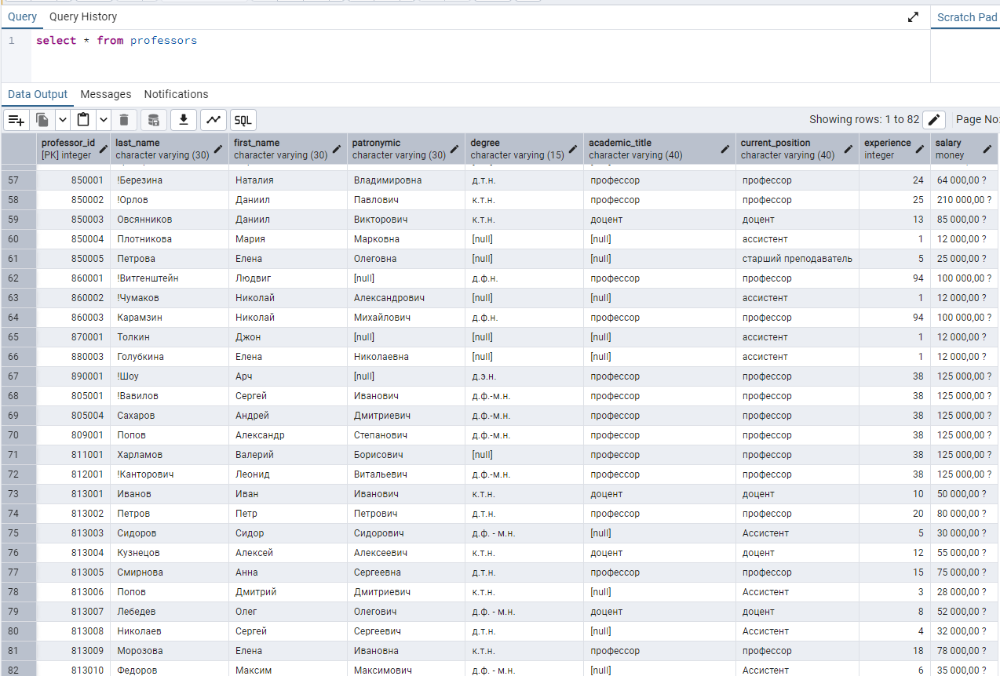 Query Query History Scratch Pad
1 select * from professors
Data Output Messages Notifications
SQL Showing rows: 1 to 82 Page No:
professor_id last_name first_name patronymic degree academic_title current_position experience salary
[PK] integer character varying (30) character varying (30) character varying (30) character varying (15) character varying (40) character varying (40) integer money
57 850001 !Березина Наталия Владимировна д.т.н. профессор профессор 24 64 000,00 ?
58 850002 !Орлов Даниил Павлович к.т.н. профессор профессор 25 210 000,00 ?
59 850003 Овсянников Даниил Викторович к.т.н. доцент доцент 13 85 000,00 ?
60 850004 Плотникова Мария Марковна [null] [null] ассистент 1 12 000,00 ?
61 850005 Петрова Елена Олеговна [null] [null] старший преподаватель 5 25 000,00 ?
62 860001 !Витгенштейн Людвиг [null] д.ф.н. профессор профессор 94 100 000,00 ?
63 860002 !Чумаков Николай Александрович [null] [null] ассистент 1 12 000,00 ?
64 860003 Карамзин Николай Михайлович д.ф.н. профессор профессор 94 100 000,00 ?
65 870001 Толкин Джон [null] [null] [null] ассистент 1 12 000,00 ?
66 880003 Голубкина Елена Николаевна [null] [null] ассистент 1 12 000,00 ?
67 890001 !Шоу Арч [null] д.э.н. профессор профессор 38 125 000,00 ?
68 805001 !Вавилов Сергей Иванович д.ф.-м.н. профессор профессор 38 125 000,00 ?
69 805004 Сахаров Андрей Дмитриевич д.ф.-м.н. профессор профессор 38 125 000,00 ?
70 809001 Попов Александр Степанович д.ф.-м.н. профессор профессор 38 125 000,00 ?
71 811001 Харламов Валерий Борисович [null] профессор профессор 38 125 000,00 ?
72 812001 !Канторович Леонид Витальевич д.ф.-м.н. профессор профессор 38 125 000,00 ?
73 813001 Иванов Иван Иванович к.т.н. доцент доцент 10 50 000,00 ?
74 813002 Петров Петр Петрович д.т.н. профессор профессор 20 80 000,00 ?
75 813003 Сидоров Сидор Сидорович д.ф. - м.н. [null] Ассистент 5 30 000,00 ?
76 813004 Кузнецов Алексей Алексеевич к.т.н. доцент доцент 12 55 000,00 ?
77 813005 Смирнова Анна Сергеевна д.т.н. профессор профессор 15 75 000,00 ?
78 813006 Попов Дмитрий Дмитриевич к.т.н. [null] Ассистент 3 28 000,00 ?
79 813007 Лебедев Олег Олегович д.ф. - м.н. доцент доцент 8 52 000,00 ?
80 813008 Николаев Сергей Сергеевич д.т.н. [null] Ассистент 4 32 000,00 ?
81 813009 Морозова Елена Ивановна к.т.н. профессор профессор 18 78 000,00 ?
82 813010 Федоров Максим Максимович д.ф. - м.н. [null] Ассистент 6 35 000,00 ?